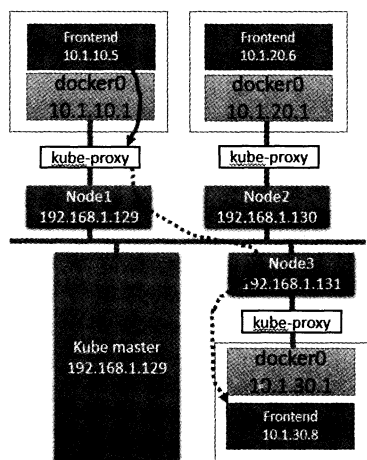 Frontend
10.1.10.5
docker0
10.1.10.1
kube-proxy
Node1
192.168.1.129
Frontend
10.1.20.6
docker0
10.1.20.1
kube-proxy
Node2
192.168.1.130
Kube master
192.168.1.129
Node3
192.168.1.131
kube-proxy
docker0
10.1.30.1
Frontend
10.1.30.8